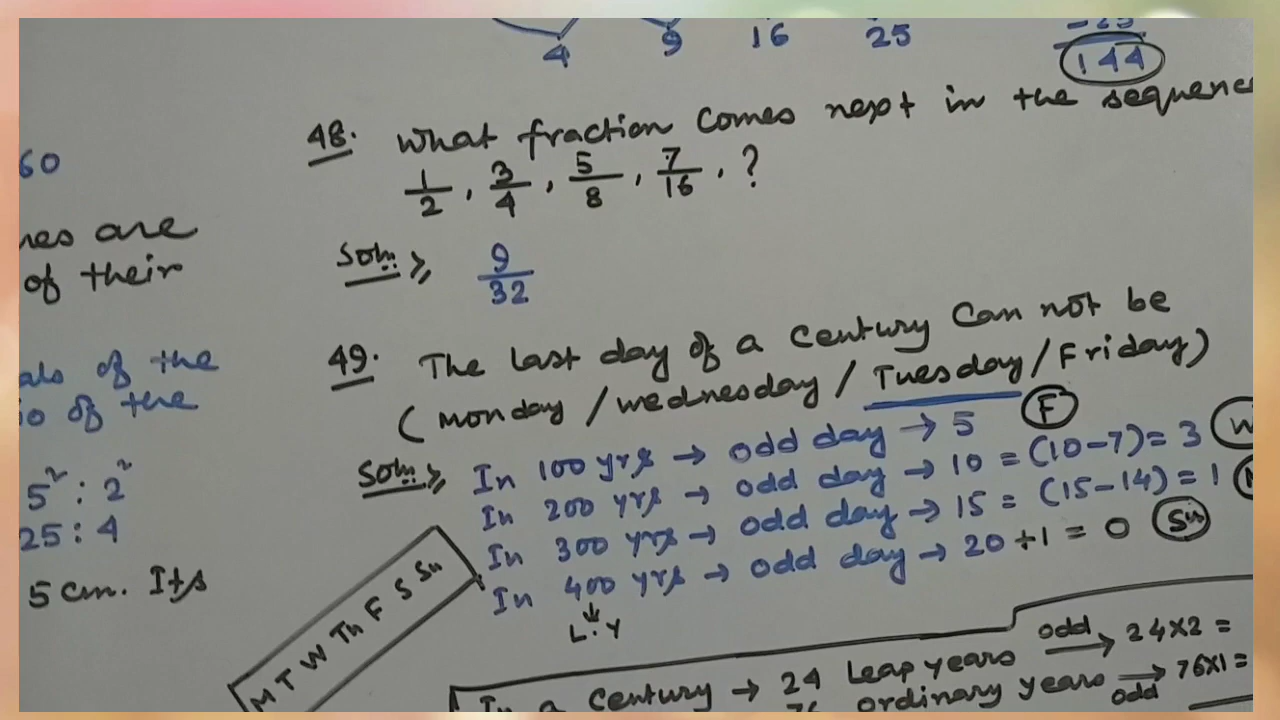 4 9 16 25 -25
144
60
48. What fraction comes next in the sequence
1/2, 3/4, 5/8, 7/16, ?
are
of their
Soln: 9/32
als of the
io of the
5² : 2²
25 : 4
5 cm. Its
49. The last day of a century can not be
(monday / wednesday / Tuesday / Friday)
Soln: In 100 yrs → odd day → 5 F
In 200 yrs → odd day → 10 = (10-7) = 3 W
In 300 yrs → odd day → 15 = (15-14) = 1
In 400 yrs → odd day → 20 +1 = 0 Su
L.Y
M T W Th F S Su
In a century → 24 Leap years odd → 24×2 =
76 ordinary years odd → 76×1 =